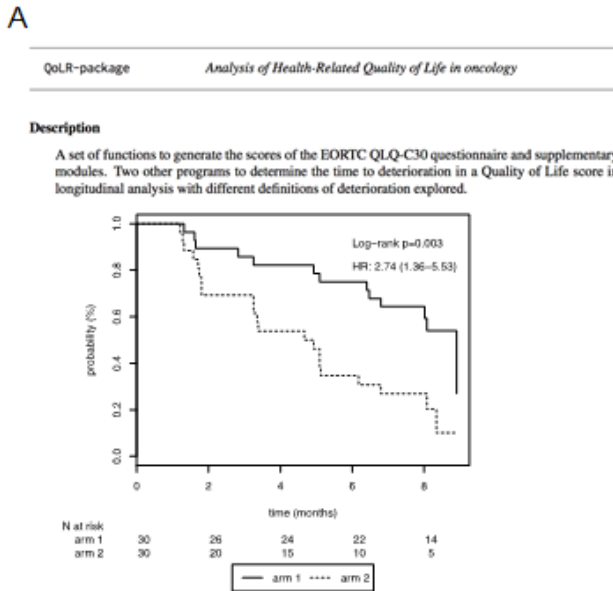 A
QoLR-package Analysis of Health-Related Quality of Life in oncology
Description
A set of functions to generate the scores of the EORTC QLQ-C30 questionnaire and supplementary
modules. Two other programs to determine the time to deterioration in a Quality of Life score in
longitudinal analysis with different definitions of deterioration explored.
Log-rank p=0.003
HR: 2.74 (1.36-5.53)
probability (%)
1.0
0.8
0.6
0.4
0.2
0.0
0 2 4 6 8
time (months)
N at risk
arm 1 30 26 24 22 14
arm 2 30 20 15 10 5
arm 1 arm 2